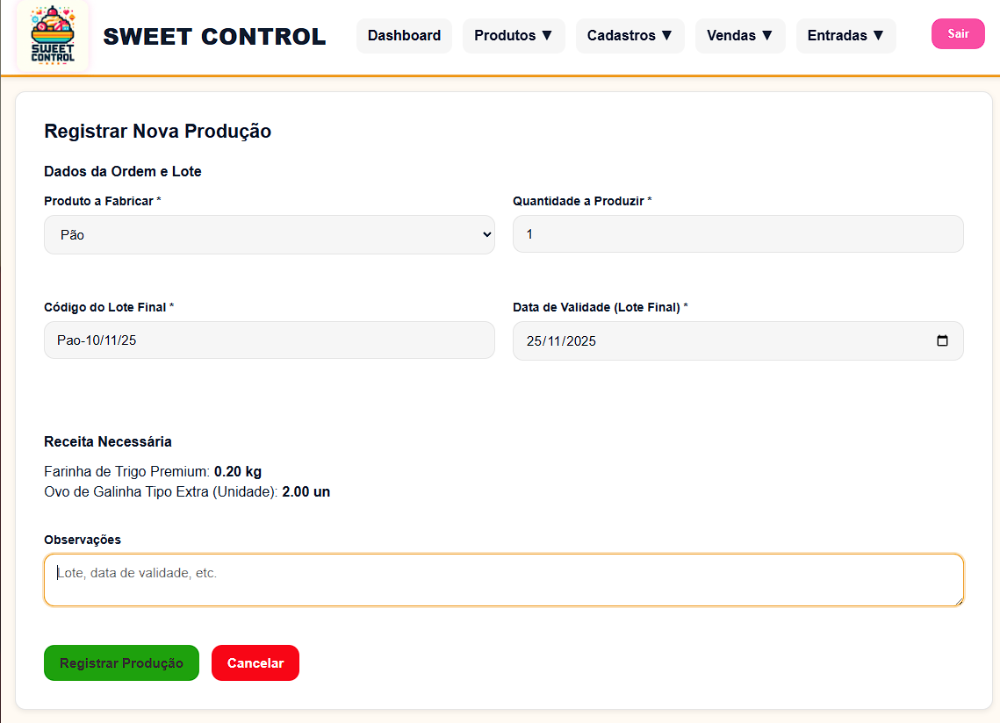 SWEET
CONTROL
SWEET CONTROL
Dashboard
Produtos ▼
Cadastros ▼
Vendas ▼
Entradas ▼
Sair
Registrar Nova Produção
Dados da Ordem e Lote
Produto a Fabricar *
Quantidade a Produzir *
Pão
1
Código do Lote Final *
Data de Validade (Lote Final) *
Pao-10/11/25
25/11/2025
Receita Necessária
Farinha de Trigo Premium: 0.20 kg
Ovo de Galinha Tipo Extra (Unidade): 2.00 un
Observações
Lote, data de validade, etc.
Registrar Produção
Cancelar